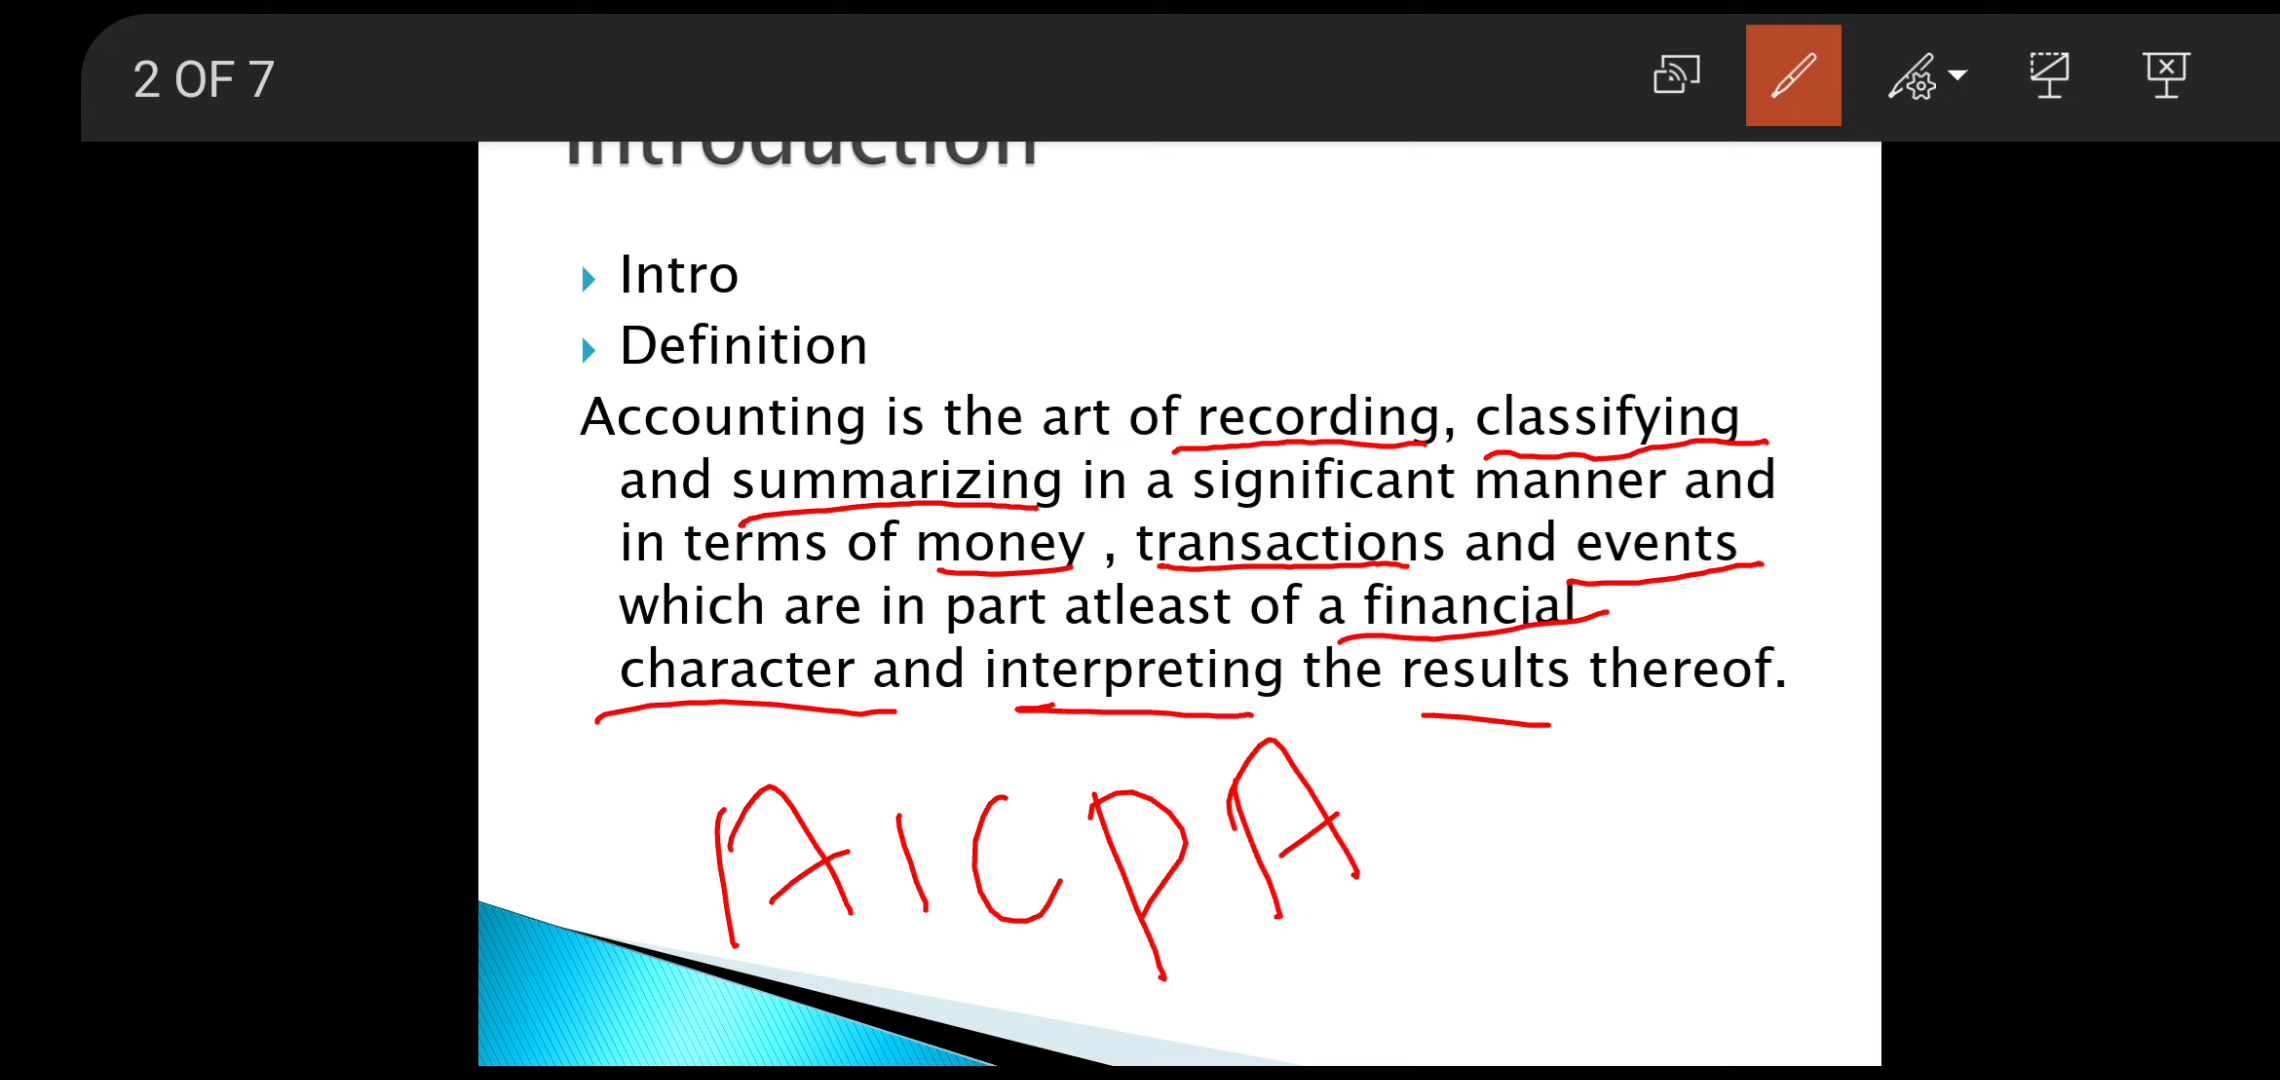 2 OF 7
Introduction
Intro
Definition
Accounting is the art of recording, classifying
and summarizing in a significant manner and
in terms of money , transactions and events
which are in part atleast of a financial
character and interpreting the results thereof.
AICPA